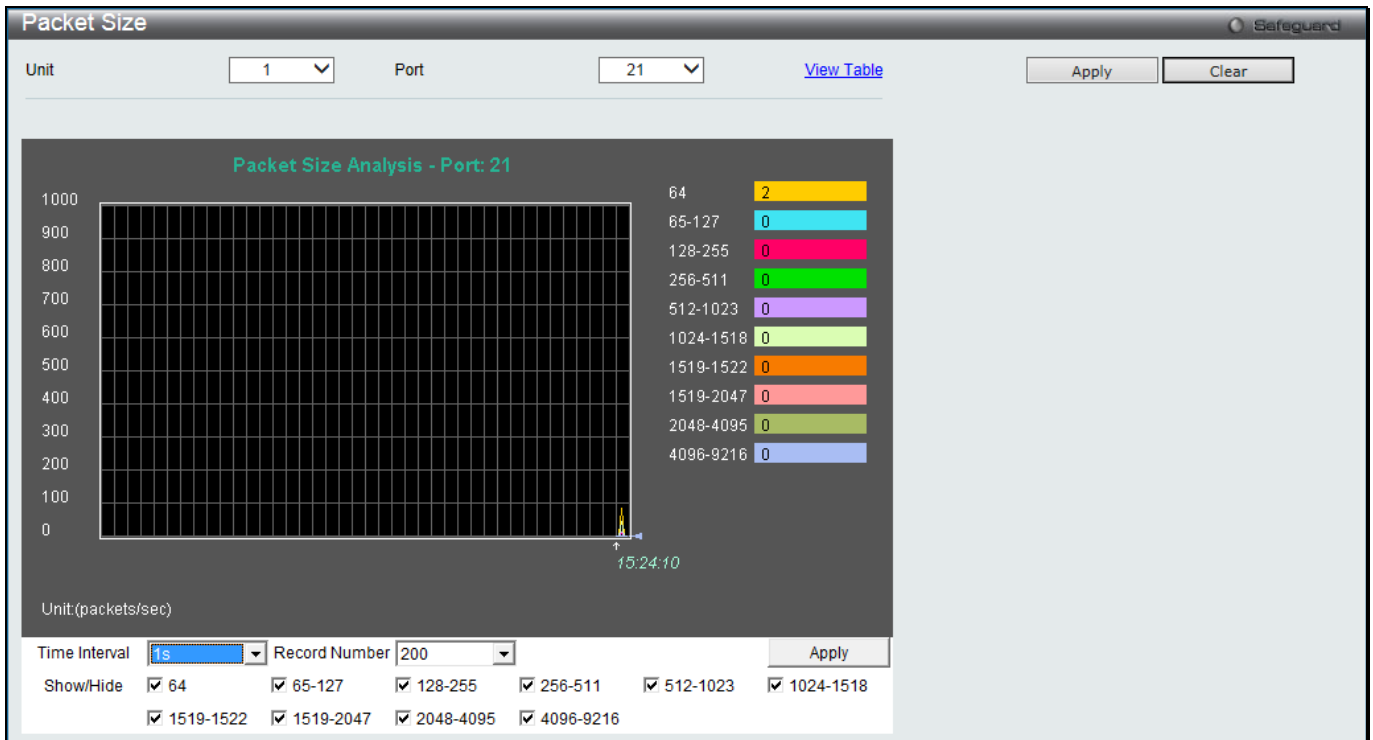 Packet Size
Safeguard
Unit 1 Port 21 View Table Apply Clear
Packet Size Analysis - Port: 21
1000
900
800
700
600
500
400
300
200
100
0
64 2
65-127 0
128-255 0
256-511 0
512-1023 0
1024-1518 0
1519-1522 0
1519-2047 0
2048-4095 0
4096-9216 0
15:24:10
Unit:(packets/sec)
Time Interval 1s Record Number 200 Apply
Show/Hide 64 65-127 128-255 256-511 512-1023 1024-1518
1519-1522 1519-2047 2048-4095 4096-9216